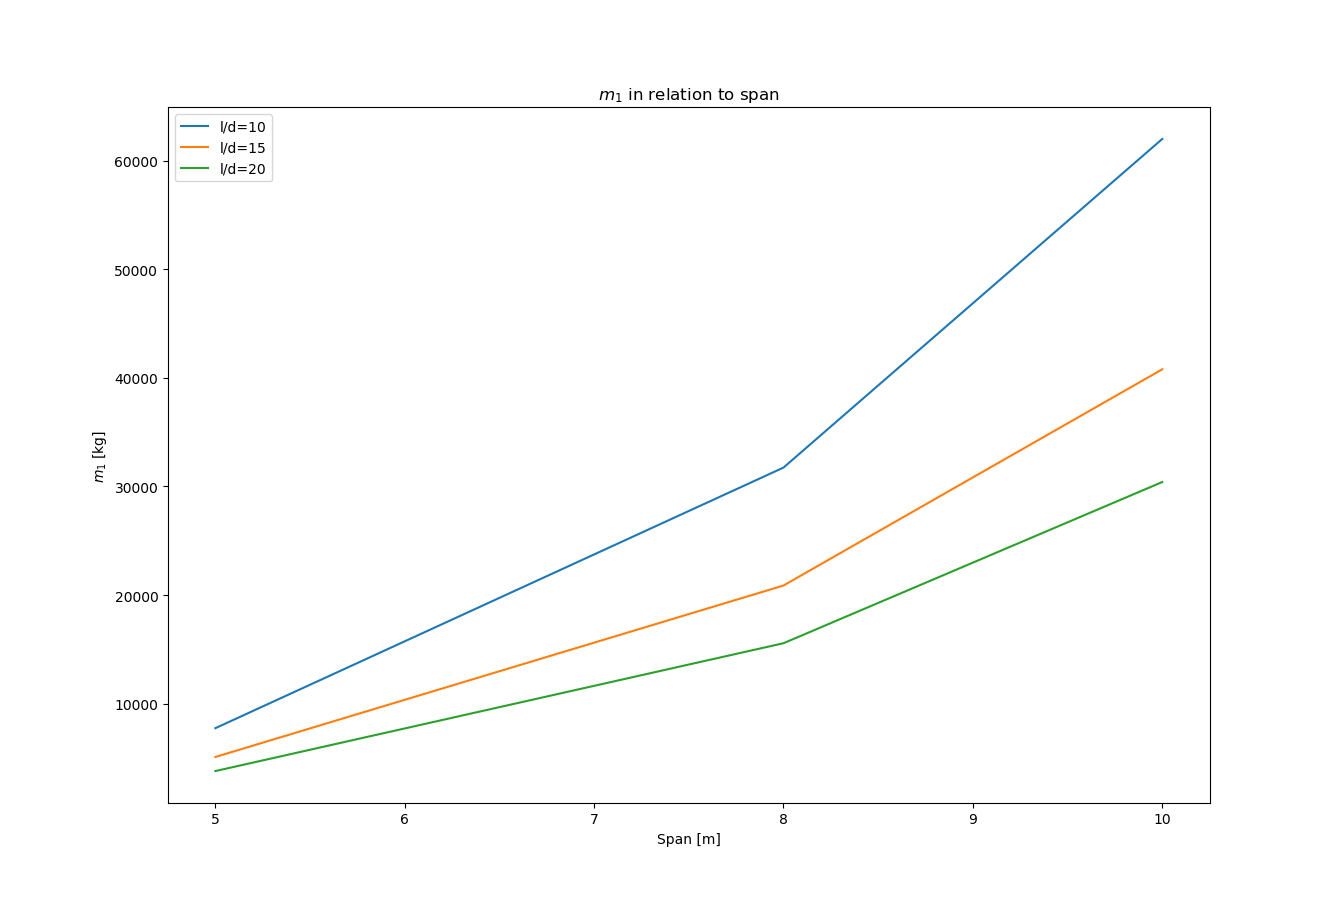 m₁ in relation to span
l/d=10
l/d=15
l/d=20
60000
50000
40000
30000
20000
10000
m₁ [kg]
5 6 7 8 9 10
Span [m]